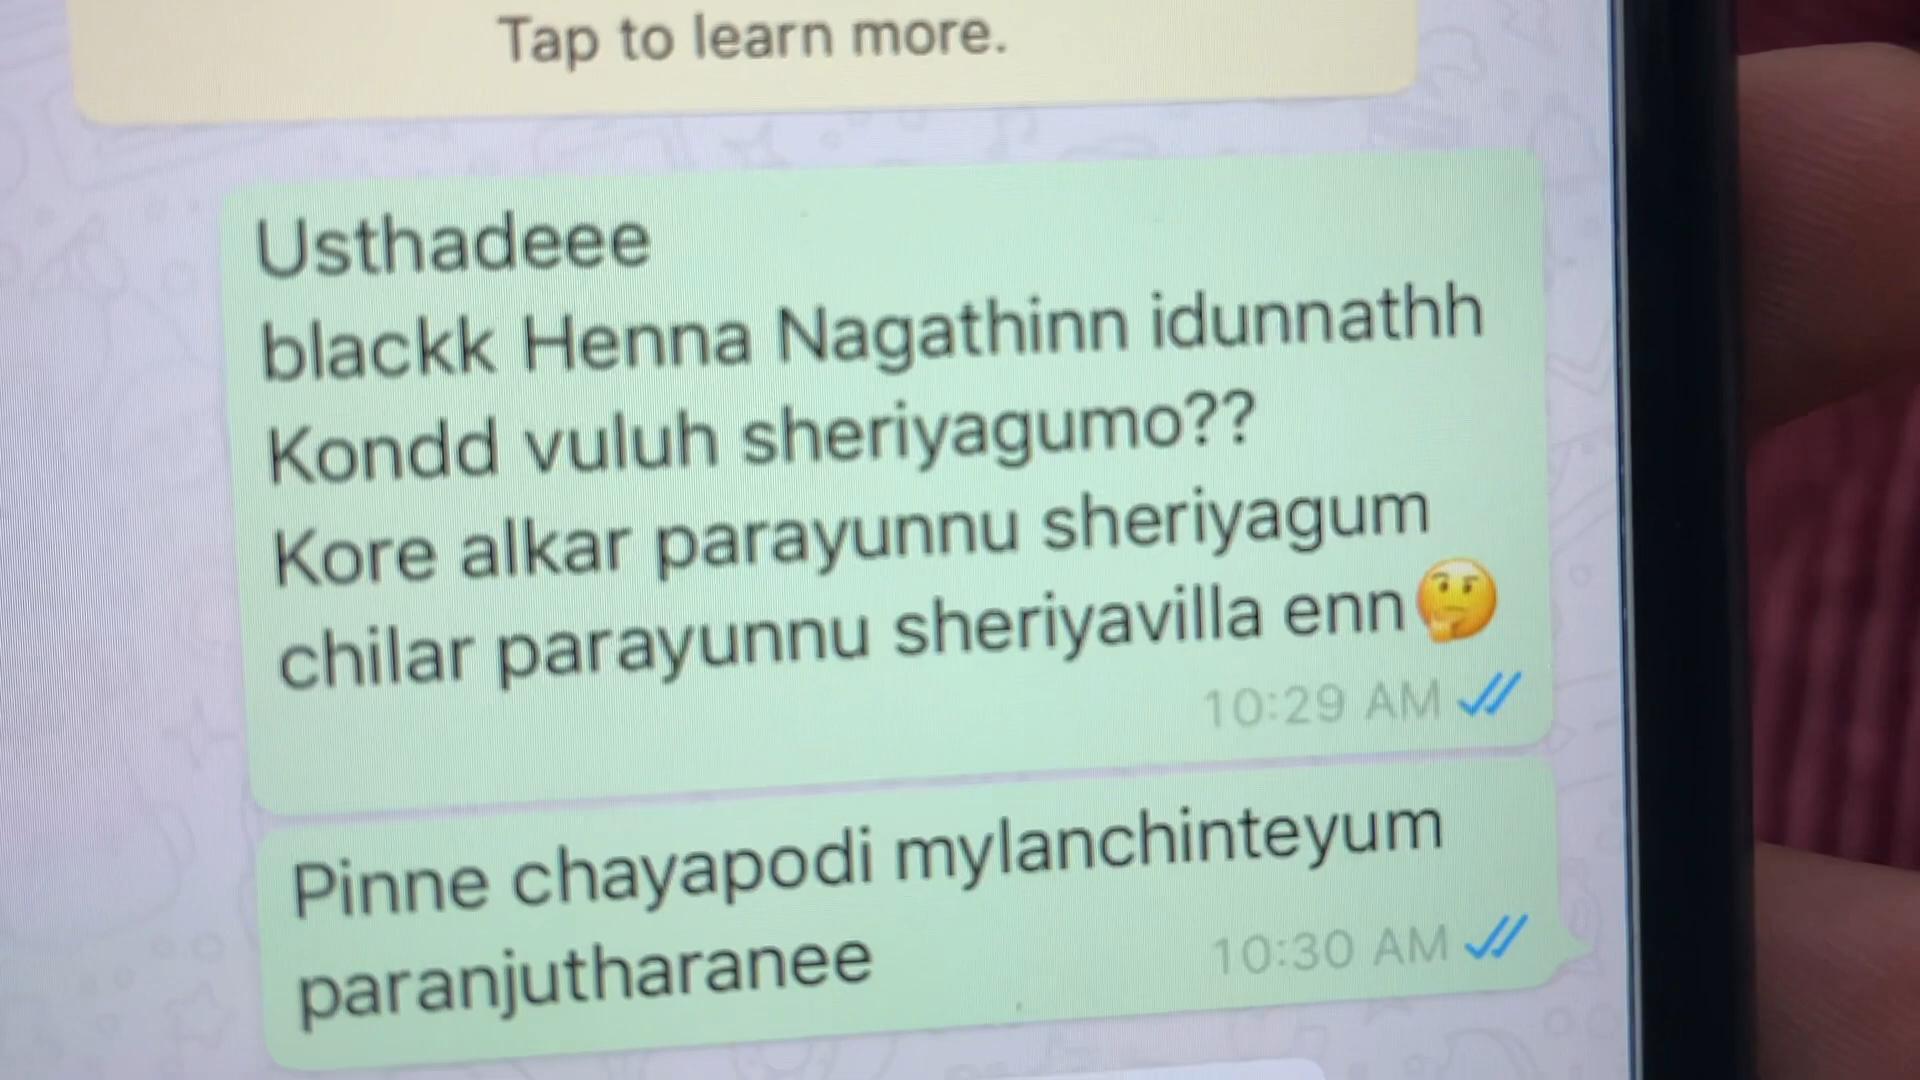 Tap to learn more.
Usthadeee
blackk Henna Nagathinn idunnathh
Kondd vuluh sheriyagumo??
Kore alkar parayunnu sheriyagum
chilar parayunnu sheriyavilla enn🤔
10:29 AM
Pinne chayapodi mylanchinteyum
paranjutharanee
10:30 AM